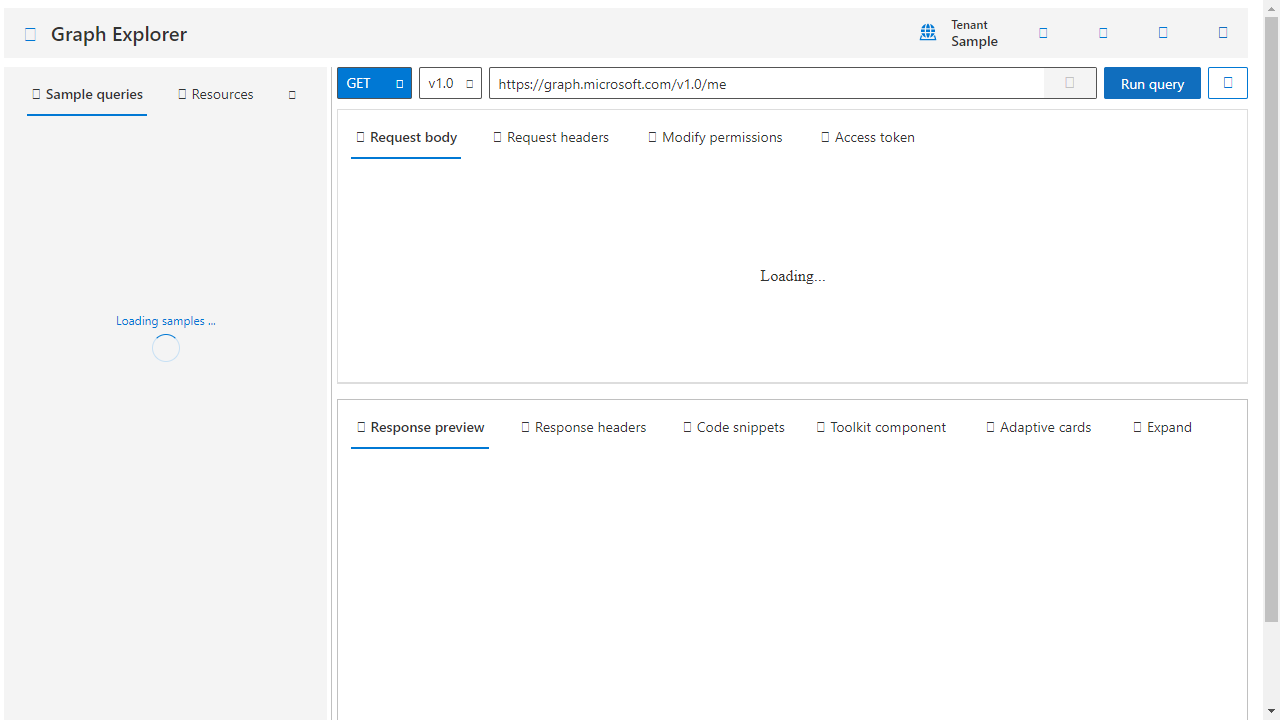 Graph Explorer
Tenant
Sample
Sample queries
Resources
GET
v1.0
https://graph.microsoft.com/v1.0/me
Run query
Request body
Request headers
Modify permissions
Access token
Loading samples ...
Loading...
Response preview
Response headers
Code snippets
Toolkit component
Adaptive cards
Expand